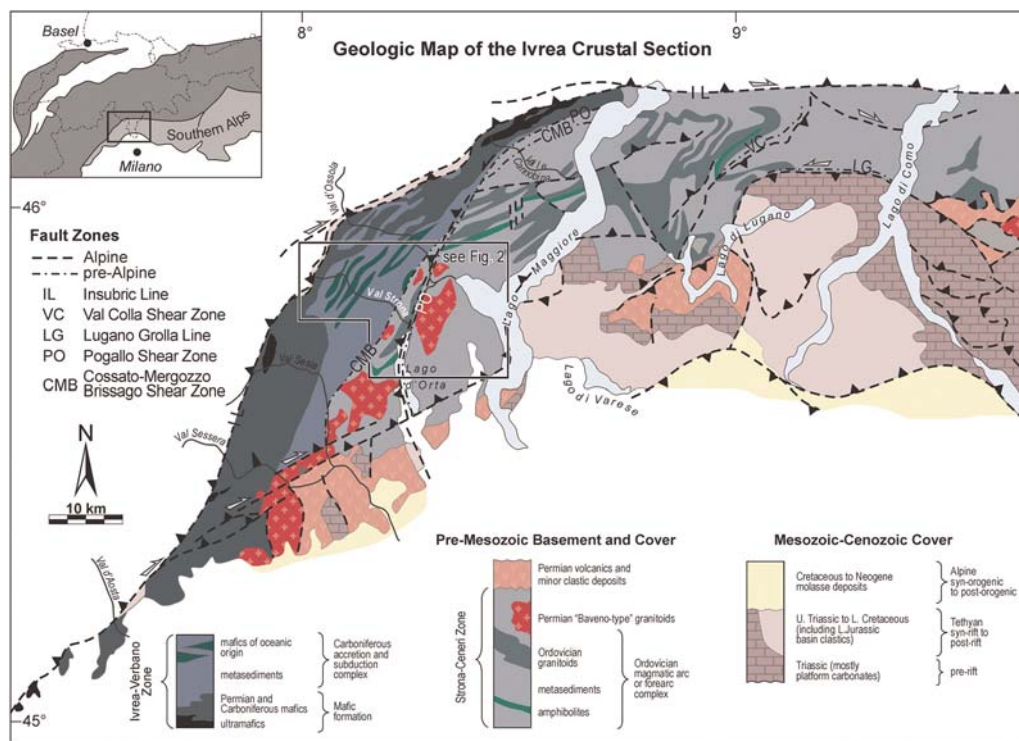 Basel
Southern Alps
Milano
8°
9°
Geologic Map of the Ivrea Crustal Section
46°
45°
Fault Zones
Alpine
pre-Alpine
IL Insubric Line
VC Val Colla Shear Zone
LG Lugano Grolla Line
PO Pogallo Shear Zone
CMB Cossato-Mergozzo
Brissago Shear Zone
N
10 km
IL
PO
CMB
VC
LG
Val d'Ossola
see Fig. 2
Val Strona
PO
CMB
Lago
d'Orta
Lago Maggiore
Lago di Lugano
Lago di Como
Lago di Varese
Val Sesia
Val Sessera
Val d'Aosta
Ivrea-Verbano
Zone
mafics of oceanic
origin
metasediments
Carboniferous
accretion and
subduction
complex
Permian and
Carboniferous mafics
ultramafics
Mafic
formation
Pre-Mesozoic Basement and Cover
Strona-Ceneri Zone
Permian volcanics and
minor clastic deposits
Permian "Baveno-type" granitoids
Ordovician
granitoids
metasediments
amphibolites
Ordovician
magmatic arc
or forearc
complex
Mesozoic-Cenozoic Cover
Cretaceous to Neogene
molasse deposits
Alpine
syn-orogenic
to post-orogenic
U. Triassic to L. Cretaceous
(including L.Jurassic
basin clastics)
Tethyan
syn-rift to
post-rift
Triassic (mostly
platform carbonates)
pre-rift